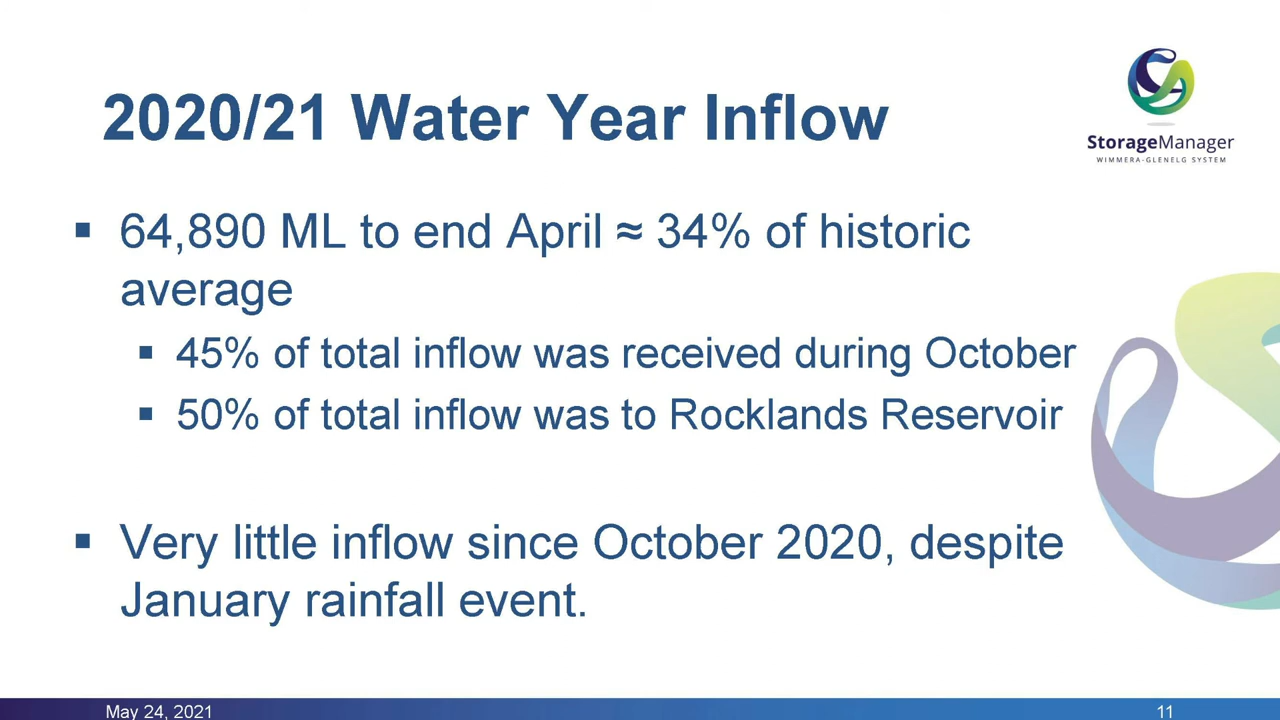 2020/21 Water Year Inflow
StorageManager
WIMMERA-GLENELG SYSTEM
▪ 64,890 ML to end April ≈ 34% of historic
average
▪ 45% of total inflow was received during October
▪ 50% of total inflow was to Rocklands Reservoir
▪ Very little inflow since October 2020, despite
January rainfall event.
May 24, 2021
11